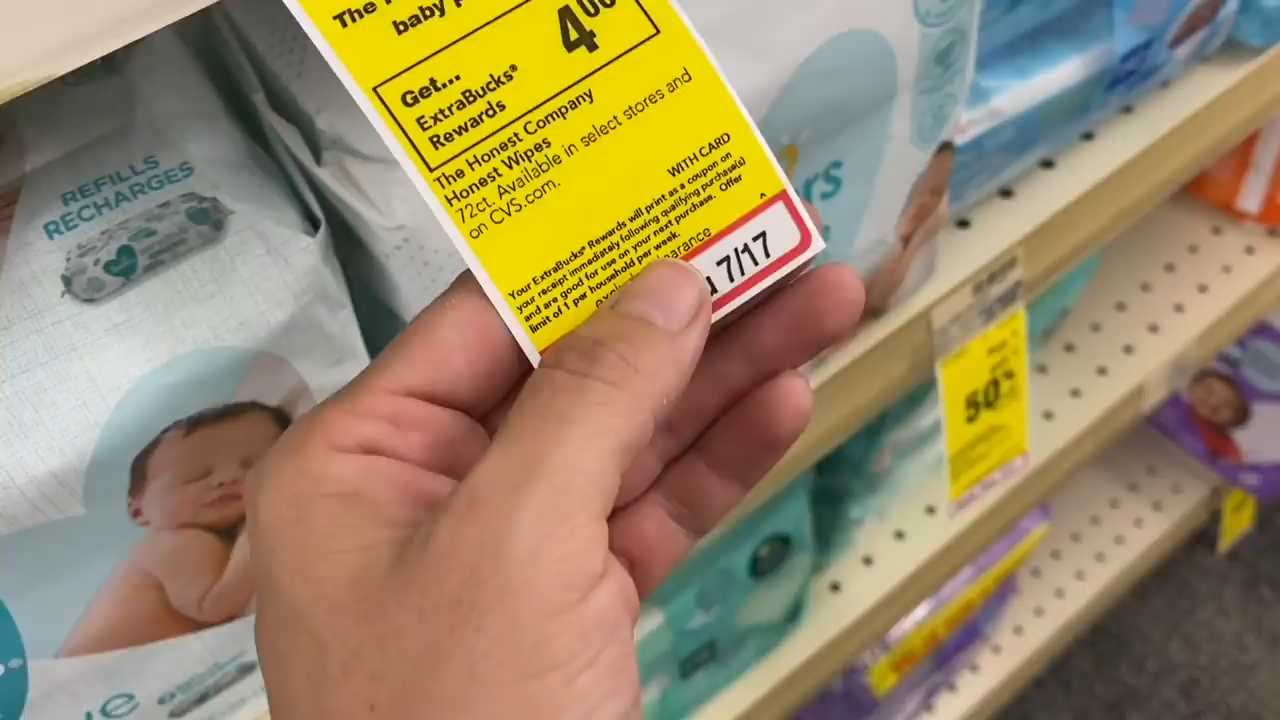 The
baby
4.00
Get...
ExtraBucks®
Rewards
The Honest Company
Honest Wipes
72ct. Available in select stores and
on CVS.com.
WITH CARD
Your ExtraBucks® Rewards will print as a coupon on
your receipt immediately following qualifying purchase(s)
and are good for use on your next purchase. Offer
limit of 1 per household per week.
7/17
REFILLS
RECHARGES
50